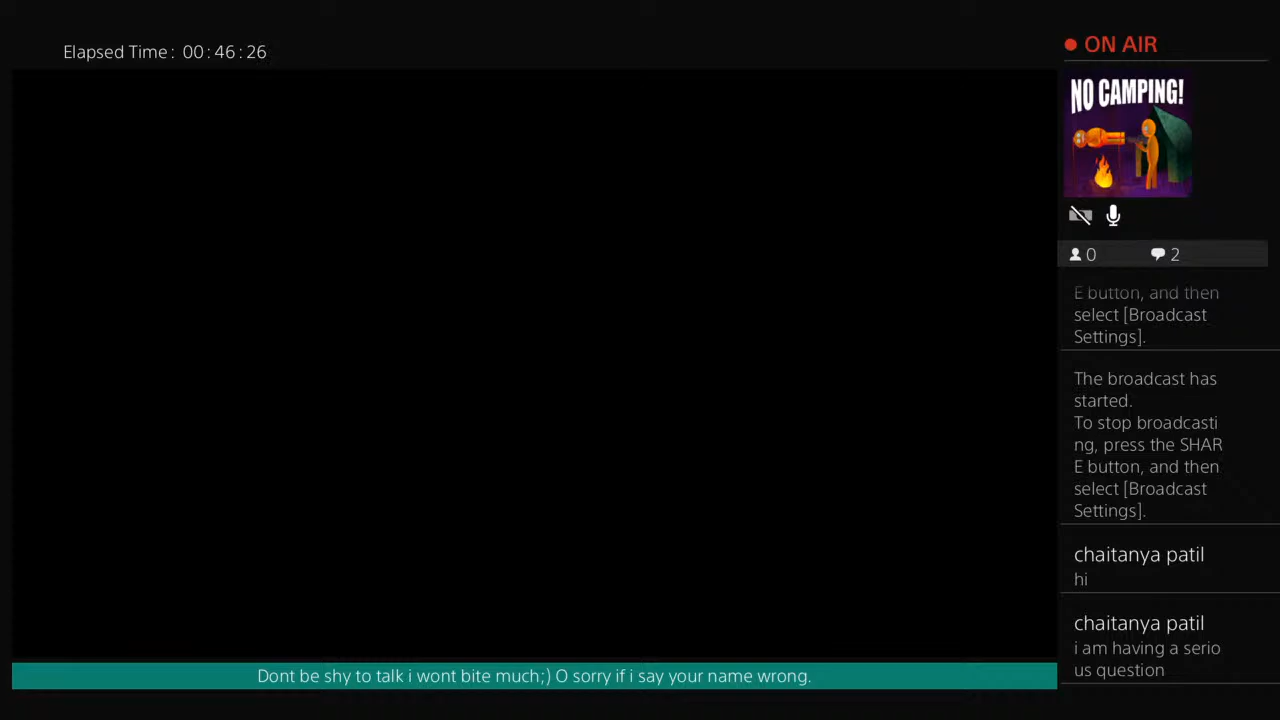 Elapsed Time: 00:46:26
ON AIR
NO CAMPING!
0 2
E button, and then
select [Broadcast
Settings].
The broadcast has
started.
To stop broadcasti
ng, press the SHAR
E button, and then
select [Broadcast
Settings].
chaitanya patil
hi
chaitanya patil
i am having a serio
us question
Dont be shy to talk i wont bite much;) O sorry if i say your name wrong.